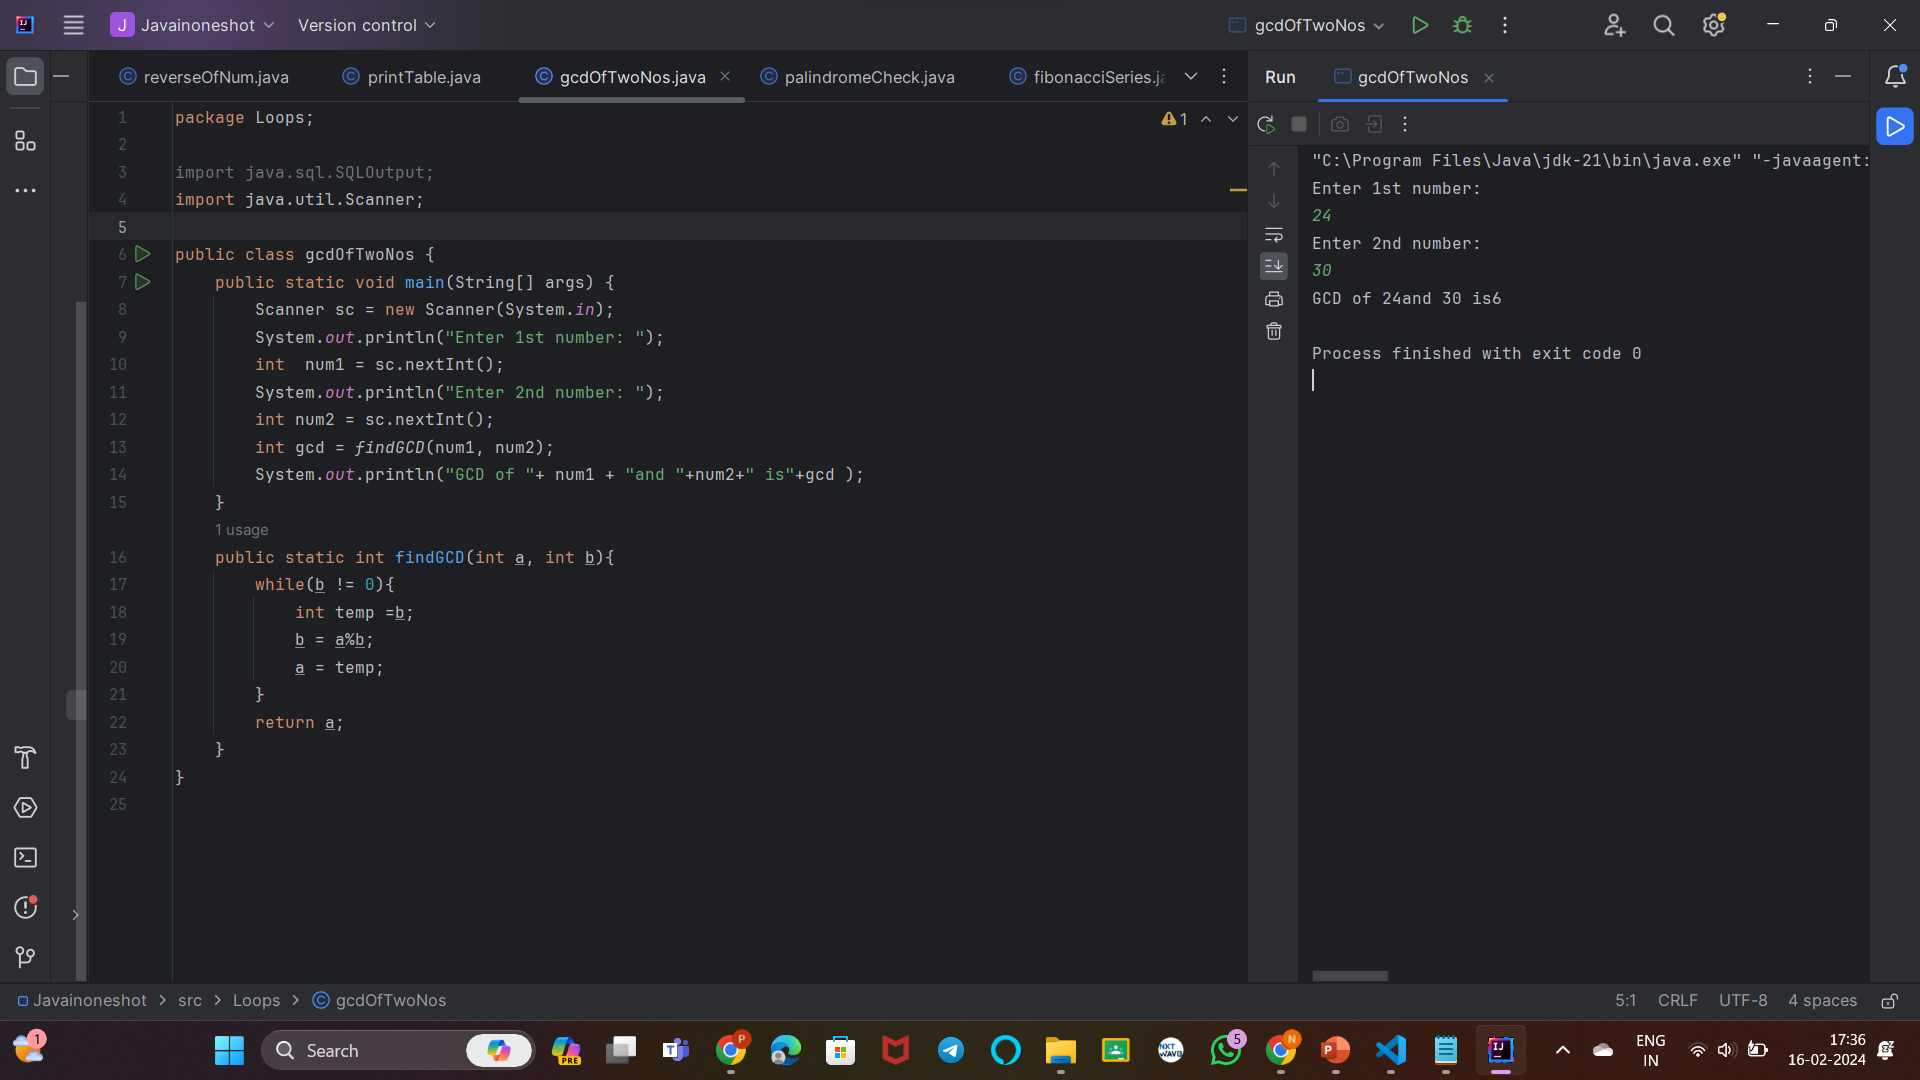 Javainoneshot
Version control
gcdOfTwoNos
reverseOfNum.java
printTable.java
gcdOfTwoNos.java
palindromeCheck.java
fibonacciSeries.ja
Run
gcdOfTwoNos
1 package Loops;
1
2
3 import java.sql.SQLOutput;
4 import java.util.Scanner;
5
6 public class gcdOfTwoNos {
7 public static void main(String[] args) {
8 Scanner sc = new Scanner(System.in);
9 System.out.println("Enter 1st number: ");
10 int  num1 = sc.nextInt();
11 System.out.println("Enter 2nd number: ");
12 int num2 = sc.nextInt();
13 int gcd = findGCD(num1, num2);
14 System.out.println("GCD of "+ num1 + "and "+num2+" is"+gcd );
15 }
1 usage
16 public static int findGCD(int a, int b){
17 while(b != 0){
18 int temp =b;
19 b = a%b;
20 a = temp;
21 }
22 return a;
23 }
24 }
25
"C:\Program Files\Java\jdk-21\bin\java.exe" "-javaagent:
Enter 1st number:
24
Enter 2nd number:
30
GCD of 24and 30 is6
Process finished with exit code 0
Javainoneshot > src > Loops > gcdOfTwoNos
5:1 CRLF UTF-8 4 spaces
1
Search
PRE
P
NXT WAVE
5
N
ENG
IN
17:36
16-02-2024